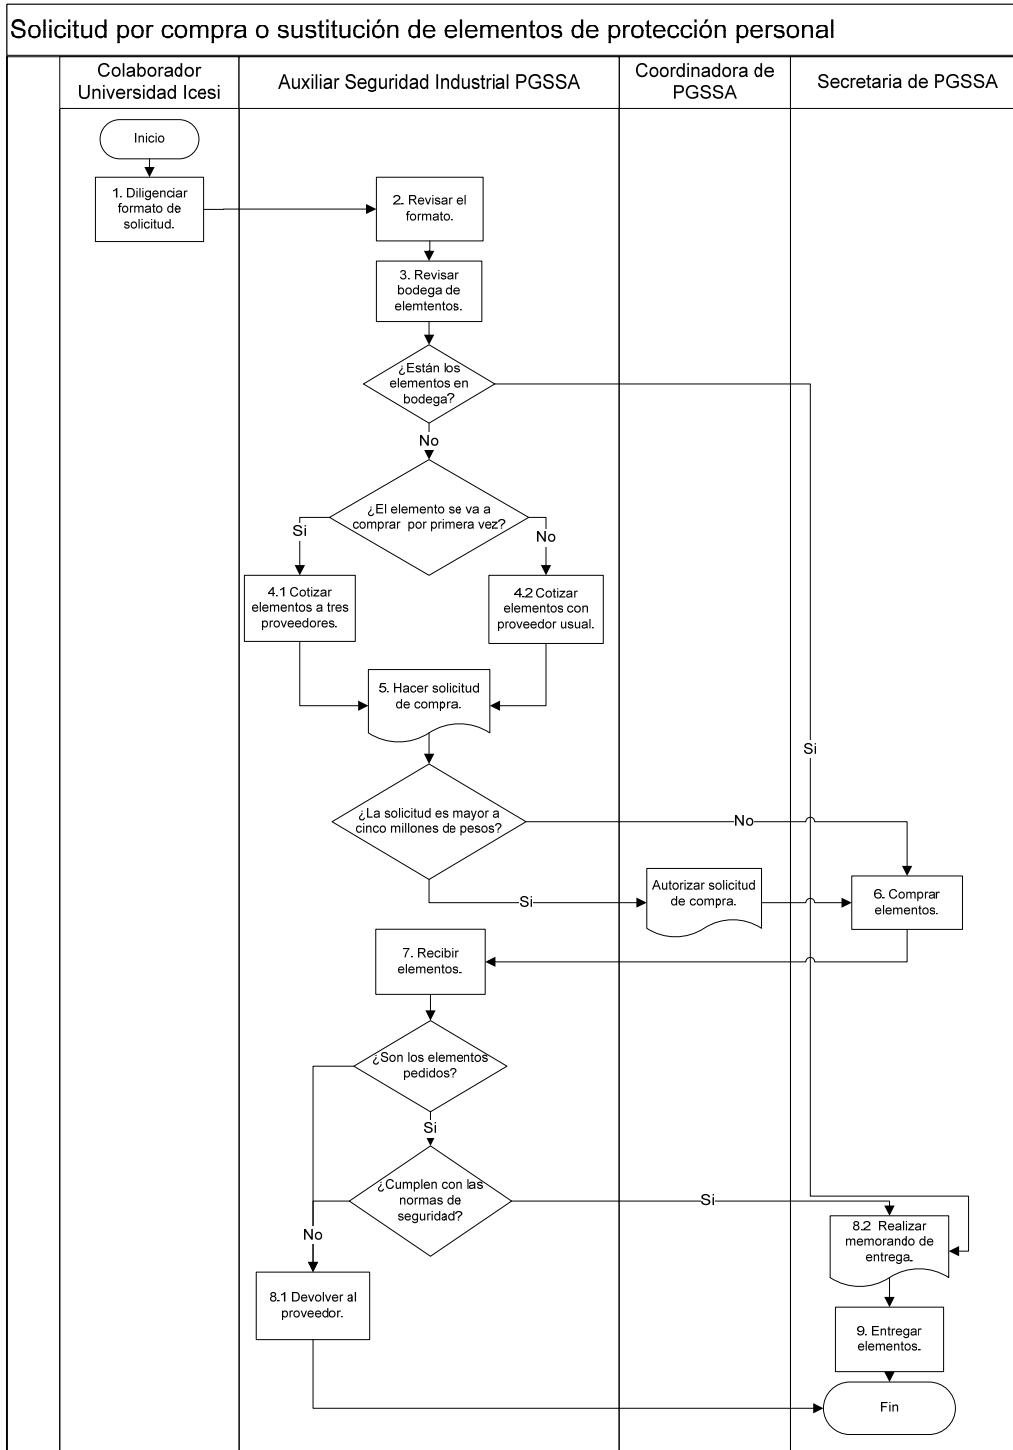 Solicitud por compra o sustitución de elementos de protección personal
Colaborador
Universidad Icesi
Auxiliar Seguridad Industrial PGSSA
Coordinadora de
PGSSA
Secretaria de PGSSA
Inicio
1. Diligenciar
formato de
solicitud.
2. Revisar el
formato.
3. Revisar
bodega de
elemtentos.
¿Están los
elementos en
bodega?
No
¿El elemento se va a
comprar por primera vez?
Si
No
4.1 Cotizar
elementos a tres
proveedores.
4.2 Cotizar
elementos con
proveedor usual.
5. Hacer solicitud
de compra.
Si
¿La solicitud es mayor a
cinco millones de pesos?
No
Si
Autorizar solicitud
de compra.
6. Comprar
elementos.
7. Recibir
elementos.
¿Son los elementos
pedidos?
Si
¿Cumplen con las
normas de
seguridad?
Si
No
8.2 Realizar
memorando de
entrega.
8.1 Devolver al
proveedor.
9. Entregar
elementos.
Fin